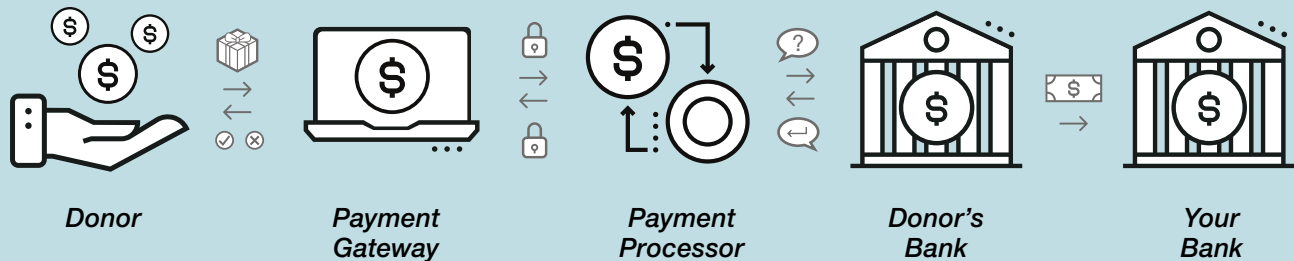 Donor
Payment
Gateway
Payment
Processor
Donor's
Bank
Your
Bank